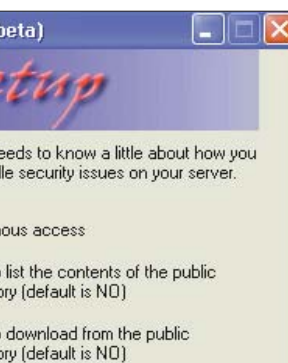 beta)
etup
eeds to know a little about how you
lle security issues on your server.
nous access
list the contents of the public
ory (default is NO)
download from the public
ory (default is NO)